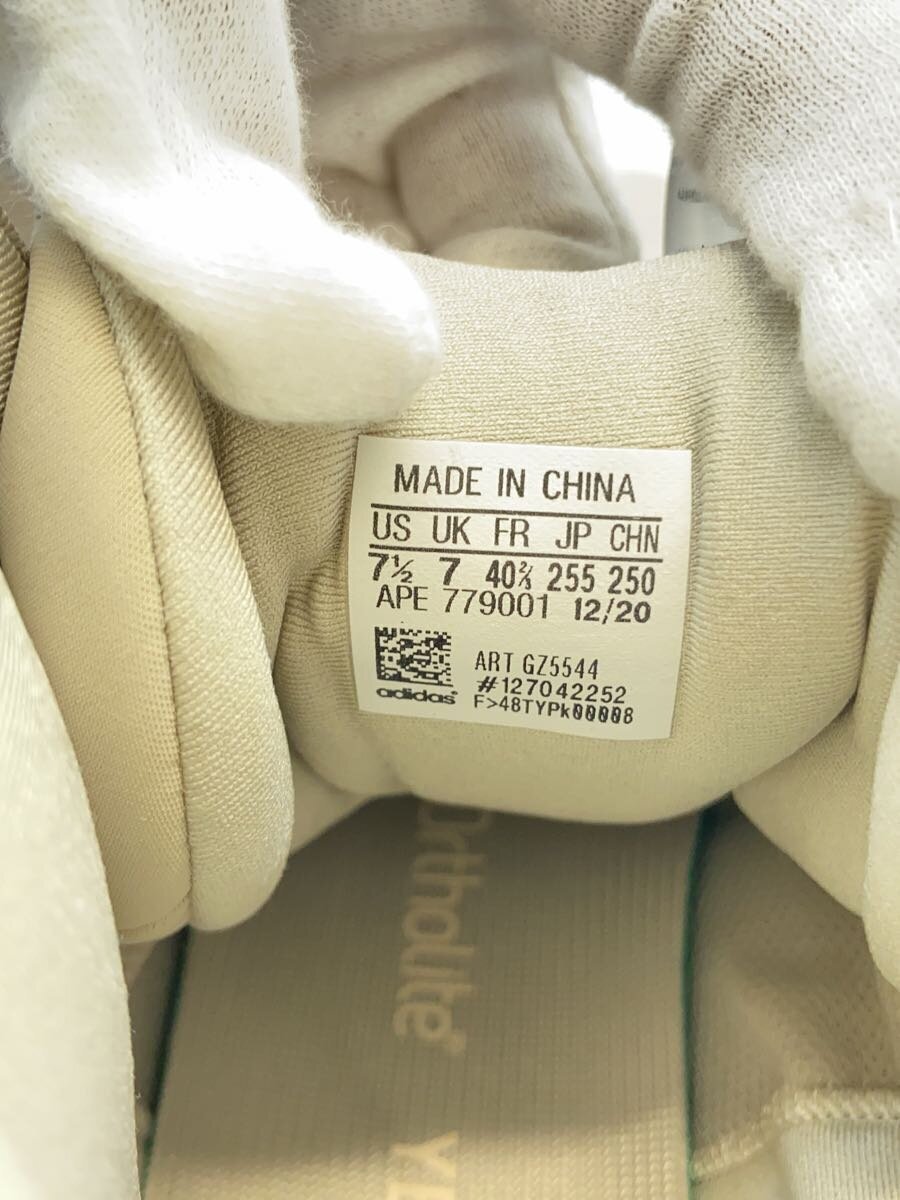 MADE IN CHINA
US UK FR JP CHN
7½ 7 40⅔ 255 250
APE 779001 12/20
ART GZ5544
#127042252
adidas
F>48TYPk00008
Ortholite